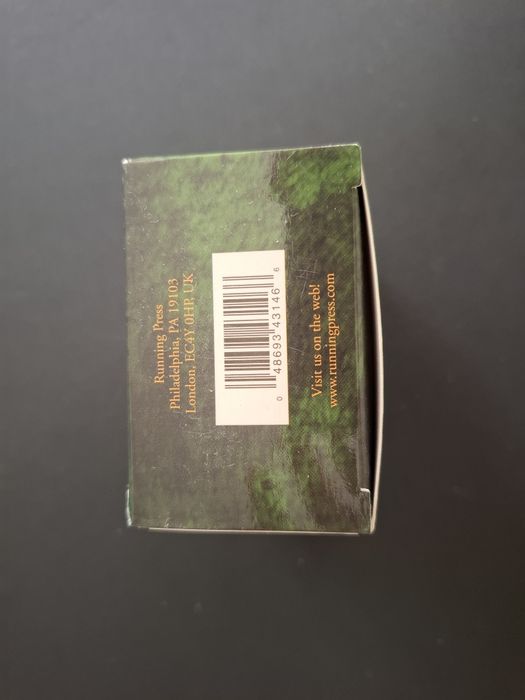 Running Press
Philadelphia, PA 19103
London, EC4Y 0HP, UK
0 48693 43146 6
Visit us on the web!
www.runningpress.com